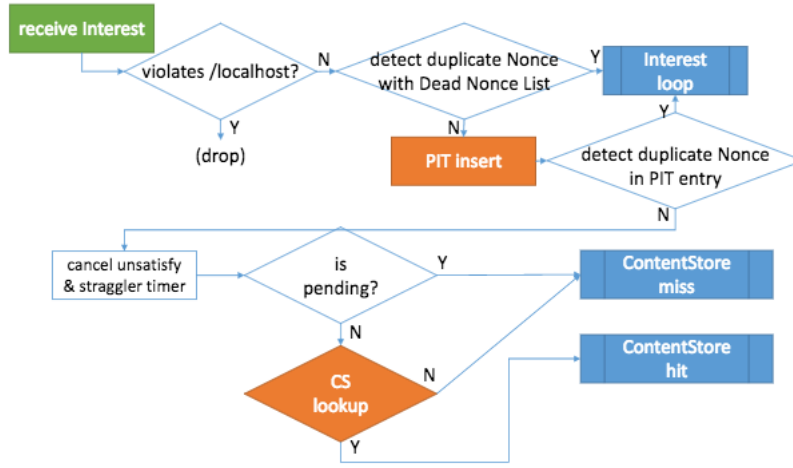 receive Interest
violates /localhost?
N
Y
(drop)
detect duplicate Nonce
with Dead Nonce List
Y
N
Interest
loop
PIT insert
Y
detect duplicate Nonce
in PIT entry
N
cancel unsatisfy
& straggler timer
is
pending?
Y
N
ContentStore
miss
CS
lookup
N
Y
ContentStore
hit